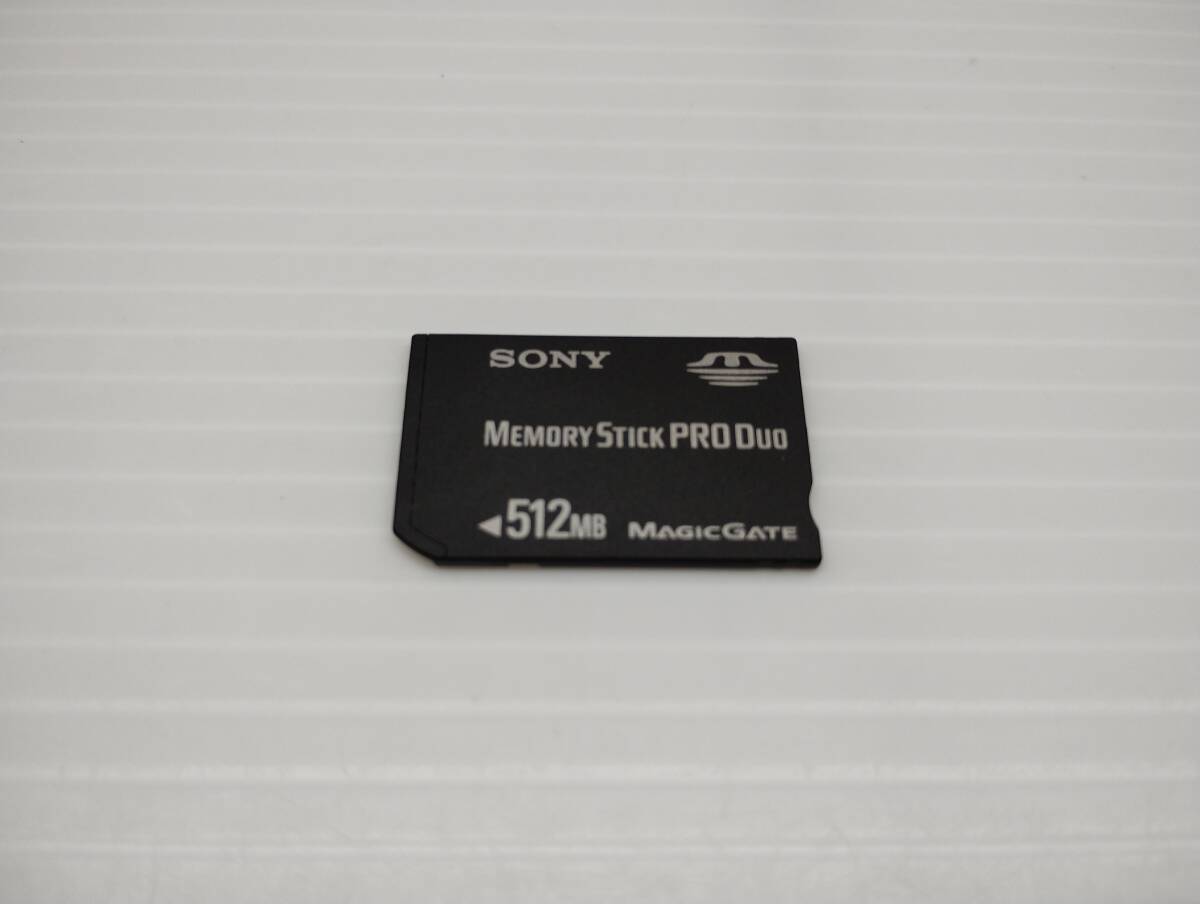 SONY
MEMORY STICK PRO DUO
512MB MAGICGATE